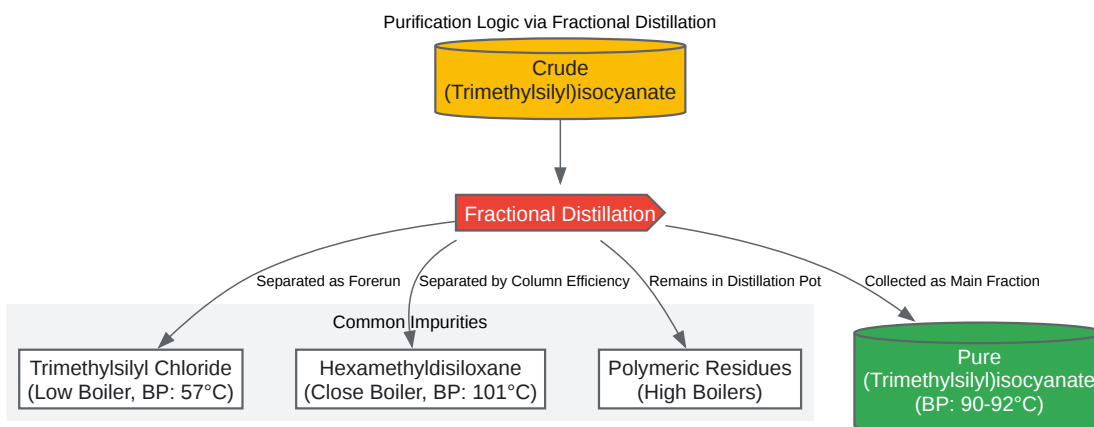 Purification Logic via Fractional Distillation
Crude
(Trimethylsilyl)isocyanate
Fractional Distillation
Separated as Forerun
Separated by Column Efficiency
Remains in Distillation Pot
Collected as Main Fraction
Common Impurities
Trimethylsilyl Chloride
(Low Boiler, BP: 57°C)
Hexamethyldisiloxane
(Close Boiler, BP: 101°C)
Polymeric Residues
(High Boilers)
Pure
(Trimethylsilyl)isocyanate
(BP: 90-92°C)